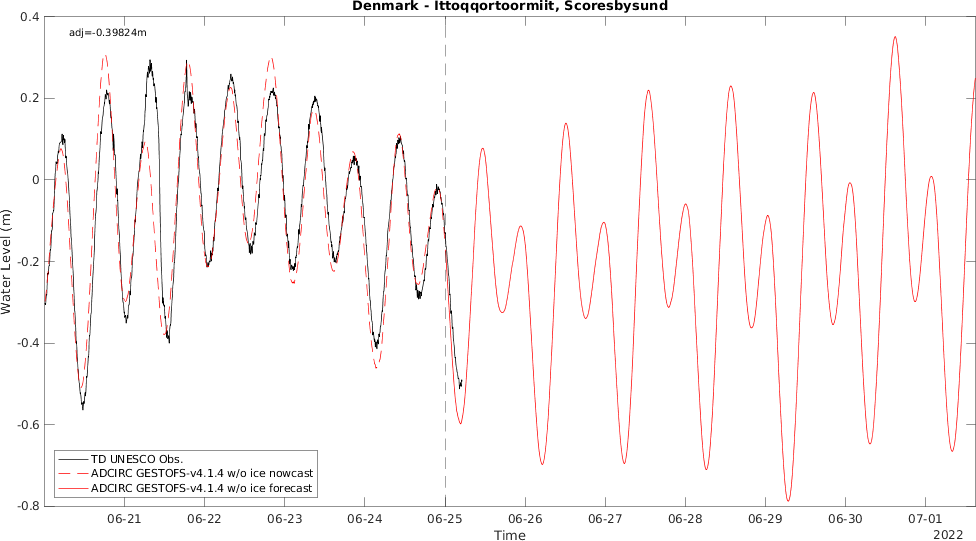 Denmark - Ittoqqortoormiit, Scoresbysund
adj=-0.39824m
0.4
0.2
0
-0.2
-0.4
-0.6
-0.8
Water Level (m)
TD UNESCO Obs.
ADCIRC GESTOFS-v4.1.4 w/o ice nowcast
ADCIRC GESTOFS-v4.1.4 w/o ice forecast
06-21 06-22 06-23 06-24 06-25 06-26 06-27 06-28 06-29 06-30 07-01
Time
2022